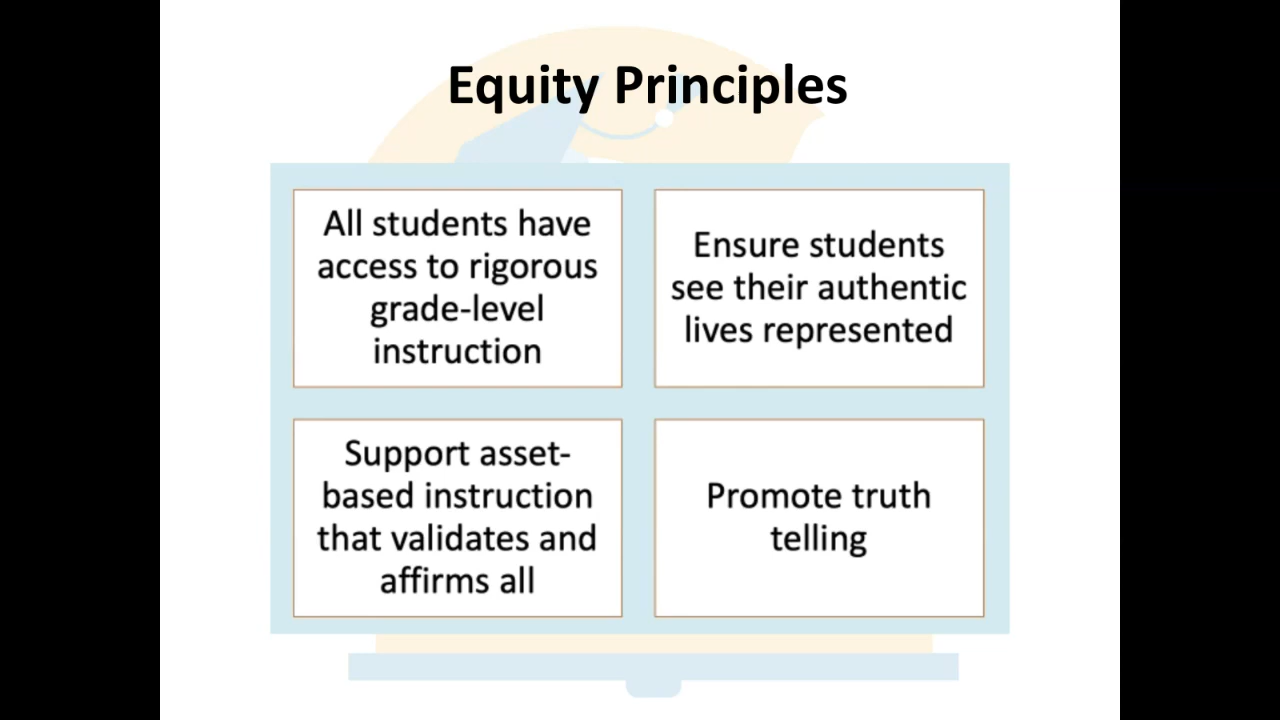 Equity Principles
All students have
access to rigorous
grade-level
instruction
Ensure students
see their authentic
lives represented
Support asset-
based instruction
that validates and
affirms all
Promote truth
telling